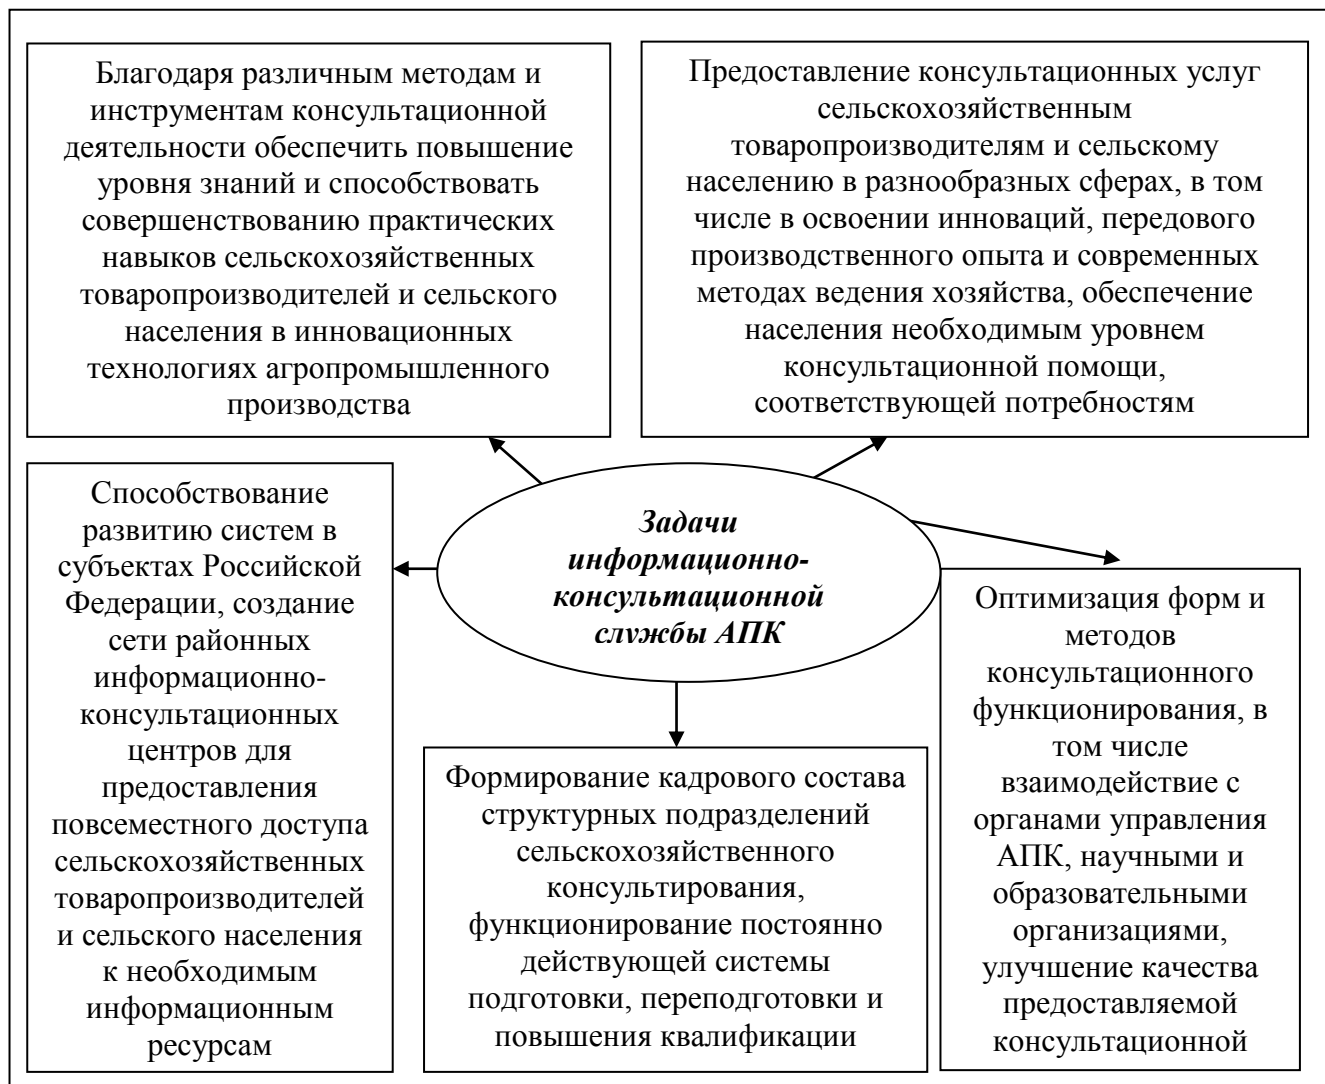 Благодаря различным методам и
инструментам консультационной
деятельности обеспечить повышение
уровня знаний и способствовать
совершенствованию практических
навыков сельскохозяйственных
товаропроизводителей и сельского
населения в инновационных
технологиях агропромышленного
производства
Предоставление консультационных услуг
сельскохозяйственным
товаропроизводителям и сельскому
населению в разнообразных сферах, в том
числе в освоении инноваций, передового
производственного опыта и современных
методах ведения хозяйства, обеспечение
населения необходимым уровнем
консультационной помощи,
соответствующей потребностям
Задачи
информационно-
консультационной
службы АПК
Способствование
развитию систем в
субъектах Российской
Федерации, создание
сети районных
информационно-
консультационных
центров для
предоставления
повсеместного доступа
сельскохозяйственных
товаропроизводителей
и сельского населения
к необходимым
информационным
ресурсам
Формирование кадрового состава
структурных подразделений
сельскохозяйственного
консультирования,
функционирование постоянно
действующей системы
подготовки, переподготовки и
повышения квалификации
Оптимизация форм и
методов
консультационного
функционирования, в
том числе
взаимодействие с
органами управления
АПК, научными и
образовательными
организациями,
улучшение качества
предоставляемой
консультационной